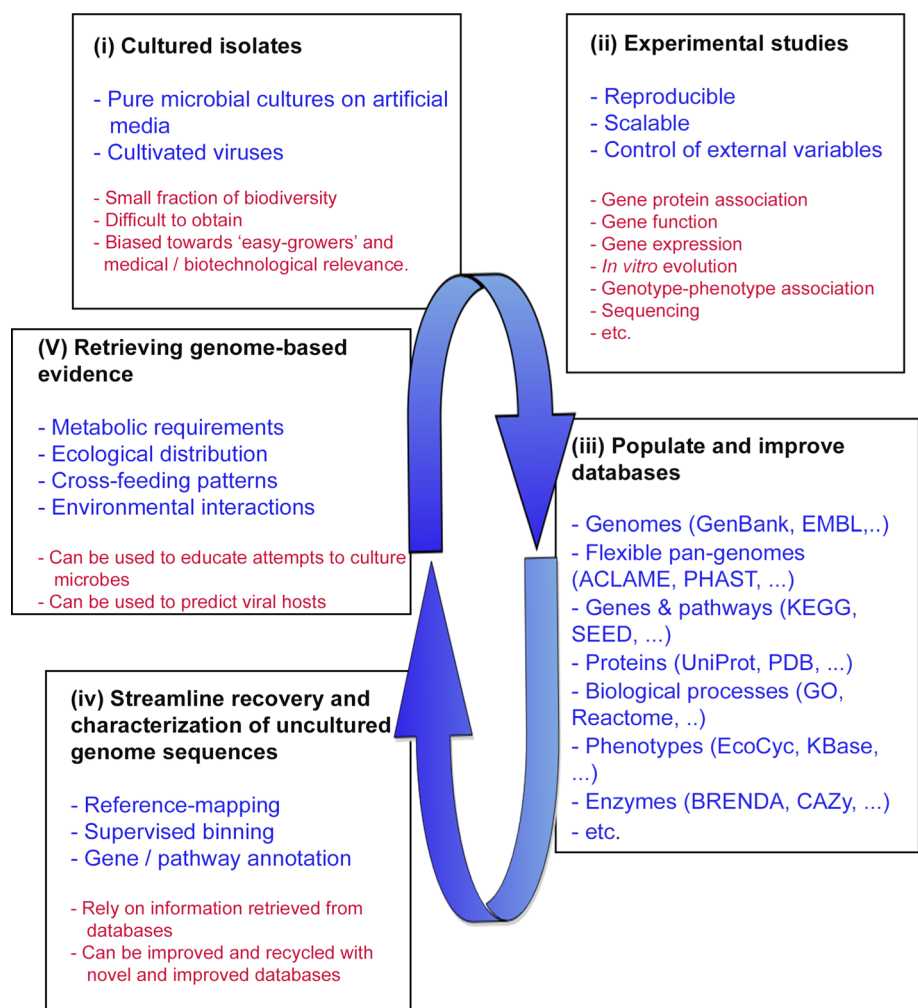 (i) Cultured isolates
- Pure microbial cultures on artificial
media
- Cultivated viruses
- Small fraction of biodiversity
- Difficult to obtain
- Biased towards ‘easy-growers’ and
medical / biotechnological relevance.
(ii) Experimental studies
- Reproducible
- Scalable
- Control of external variables
- Gene protein association
- Gene function
- Gene expression
- In vitro evolution
- Genotype-phenotype association
- Sequencing
- etc.
(iii) Populate and improve
databases
- Genomes (GenBank, EMBL,..)
- Flexible pan-genomes
(ACLAME, PHAST, ...)
- Genes & pathways (KEGG,
SEED, ...)
- Proteins (UniProt, PDB, ...)
- Biological processes (GO,
Reactome, ..)
- Phenotypes (EcoCyc, KBase,
...)
- Enzymes (BRENDA, CAZy, ...)
- etc.
(iv) Streamline recovery and
characterization of uncultured
genome sequences
- Reference-mapping
- Supervised binning
- Gene / pathway annotation
- Rely on information retrieved from
databases
- Can be improved and recycled with
novel and improved databases
(V) Retrieving genome-based
evidence
- Metabolic requirements
- Ecological distribution
- Cross-feeding patterns
- Environmental interactions
- Can be used to educate attempts to culture
microbes
- Can be used to predict viral hosts